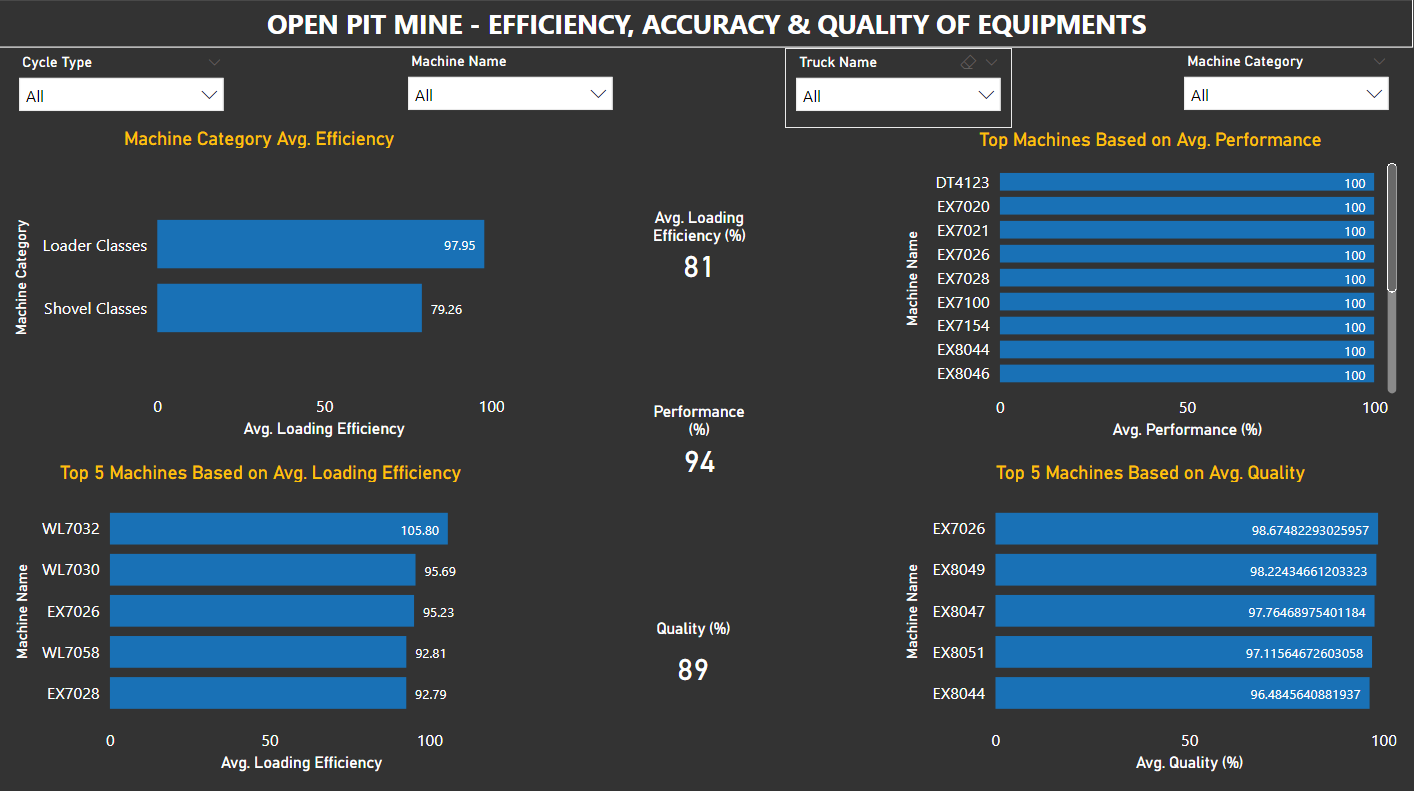 OPEN PIT MINE - EFFICIENCY, ACCURACY & QUALITY OF EQUIPMENTS
Cycle Type
All
Machine Name
All
Truck Name
All
Machine Category
All
Machine Category Avg. Efficiency
Machine Category
Loader Classes
97.95
Shovel Classes
79.26
0 50 100
Avg. Loading Efficiency
Avg. Loading
Efficiency (%)
81
Performance
(%)
94
Quality (%)
89
Top Machines Based on Avg. Performance
Machine Name
DT4123 100
EX7020 100
EX7021 100
EX7026 100
EX7028 100
EX7100 100
EX7154 100
EX8044 100
EX8046 100
0 50 100
Avg. Performance (%)
Top 5 Machines Based on Avg. Loading Efficiency
Machine Name
WL7032 105.80
WL7030 95.69
EX7026 95.23
WL7058 92.81
EX7028 92.79
0 50 100
Avg. Loading Efficiency
Top 5 Machines Based on Avg. Quality
Machine Name
EX7026 98.67482293025957
EX8049 98.22434661203323
EX8047 97.76468975401184
EX8051 97.11564672603058
EX8044 96.4845640881937
0 50 100
Avg. Quality (%)